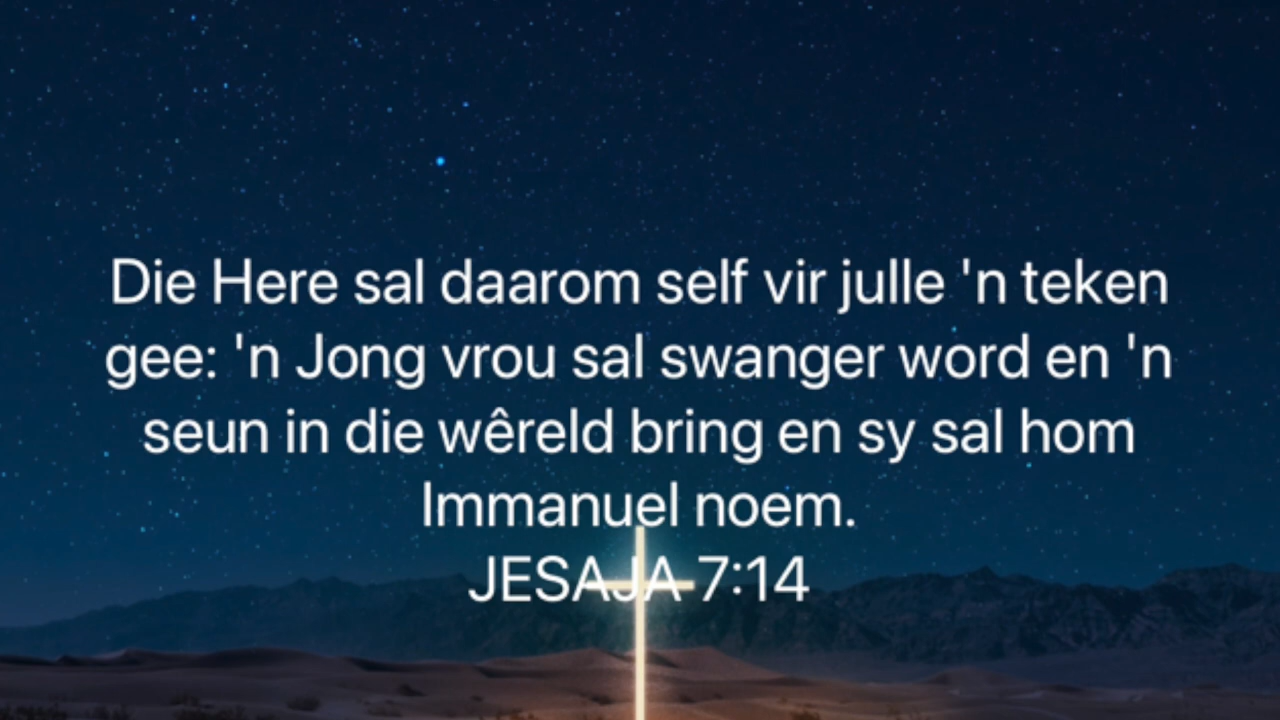 Die Here sal daarom self vir julle 'n teken
gee: 'n Jong vrou sal swanger word en 'n
seun in die wêreld bring en sy sal hom
Immanuel noem.
JESAJA 7:14